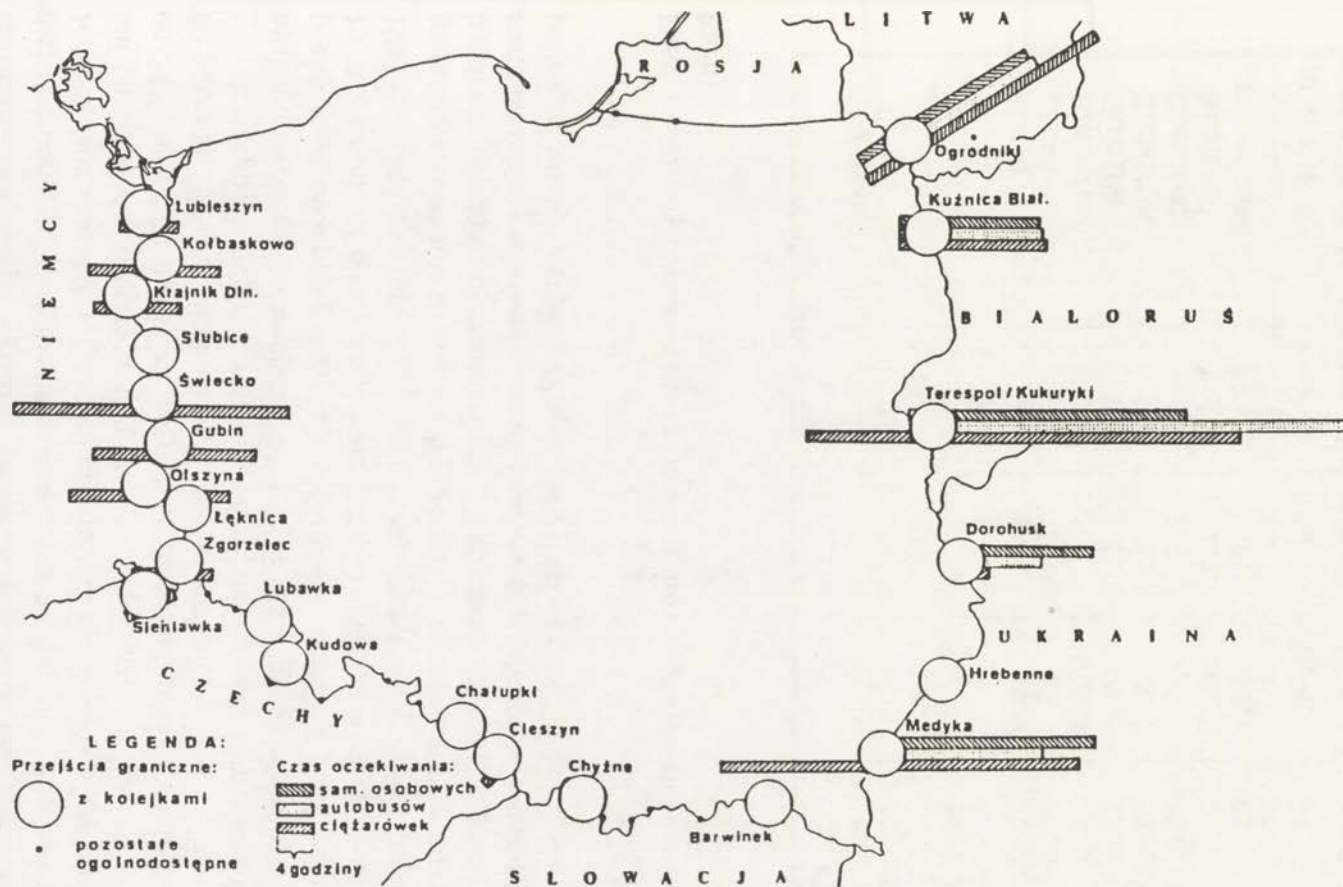 LITWA
ROSJA
Ogrodniki
Kuźnica Biał.
NIEMCY
Lubieszyn
Kołbaskowo
Krajnik Dln.
Słubice
Świecko
Gubin
Olszyna
Łęknica
Zgorzelec
Sieniawka
Lubawka
Kudowa
CZECHY
Chałupki
Cieszyn
Chyżne
Barwinek
BIAŁORUŚ
Terespol/Kukuryki
Dorohusk
UKRAINA
Hrebenne
Medyka
SŁOWACJA
LEGENDA:
Przejścia graniczne:
z kolejkami
pozostałe
ogolnodostępne
Czas oczekiwania:
sam. osobowych
autobusów
ciężarówek
4 godziny